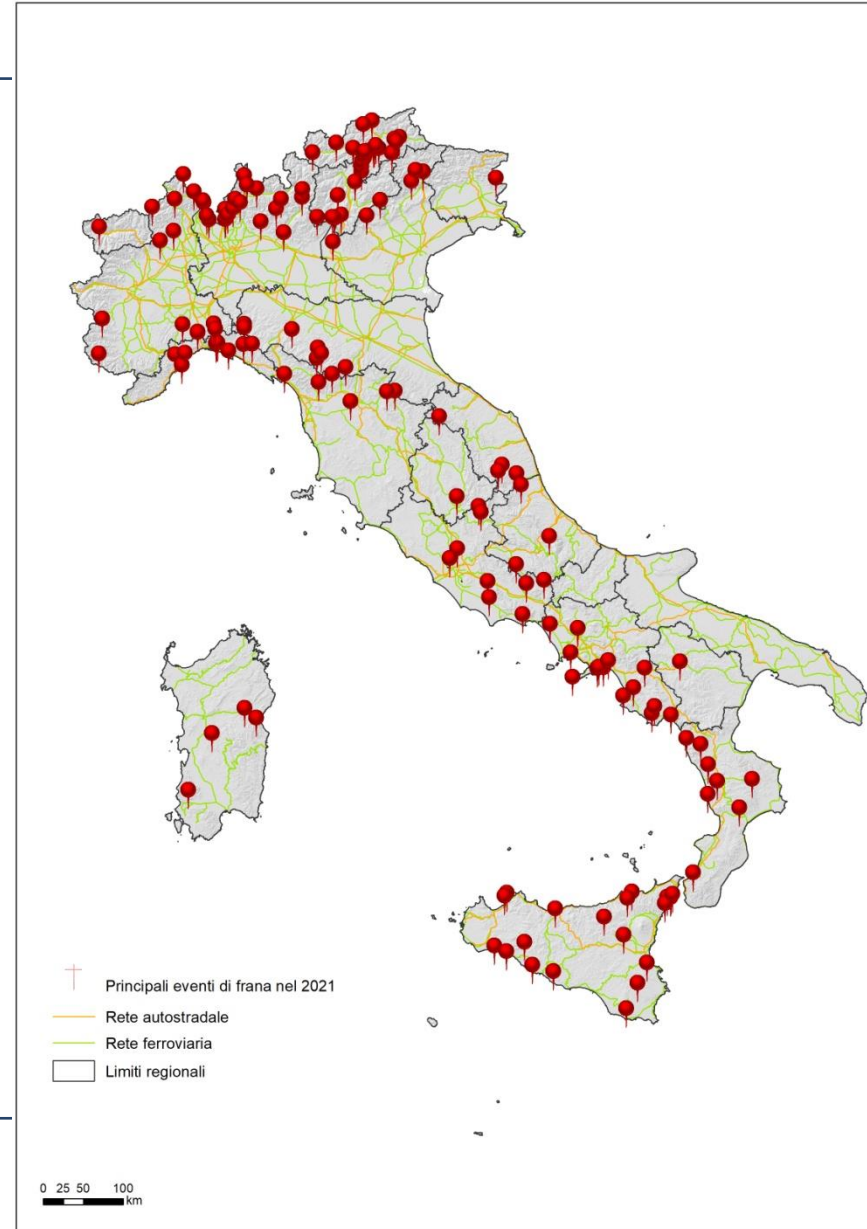 Principali eventi di frana nel 2021
Rete autostradale
Rete ferroviaria
Limiti regionali
0 25 50 100
km